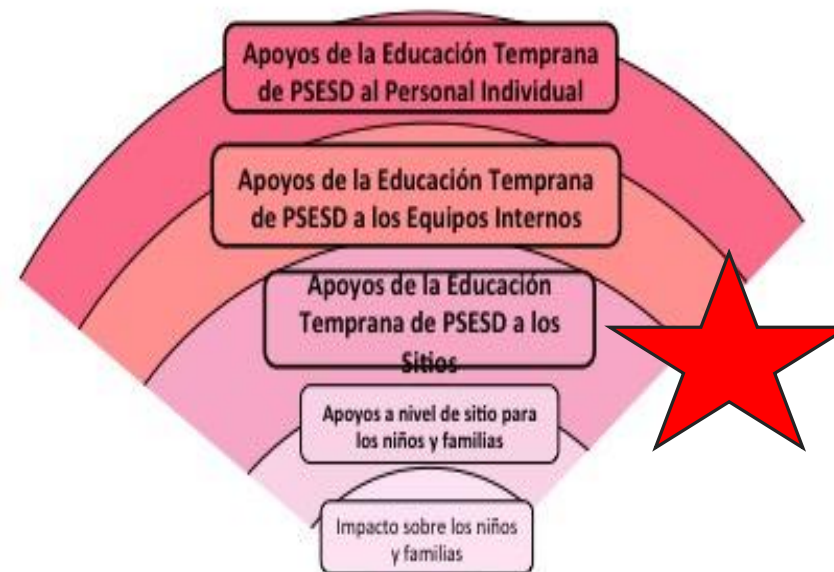 Apoyos de la Educación Temprana
de PSESD al Personal Individual
Apoyos de la Educación Temprana
de PSESD a los Equipos Internos
Apoyos de la Educación
Temprana de PSESD a los
Sitios
Apoyos a nivel de sitio para
los niños y familias
Impacto sobre los niños
y familias